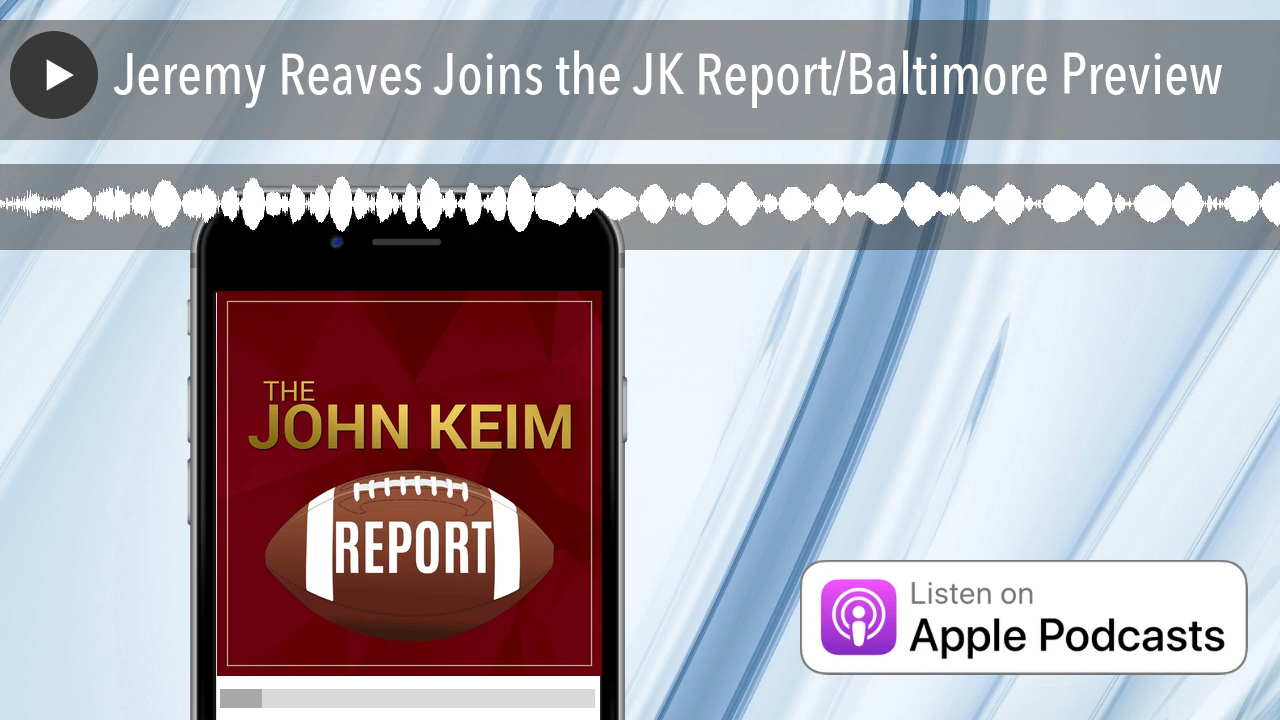 Jeremy Reaves Joins the JK Report/Baltimore Preview
THE
JOHN KEIM
REPORT
Listen on
Apple Podcasts